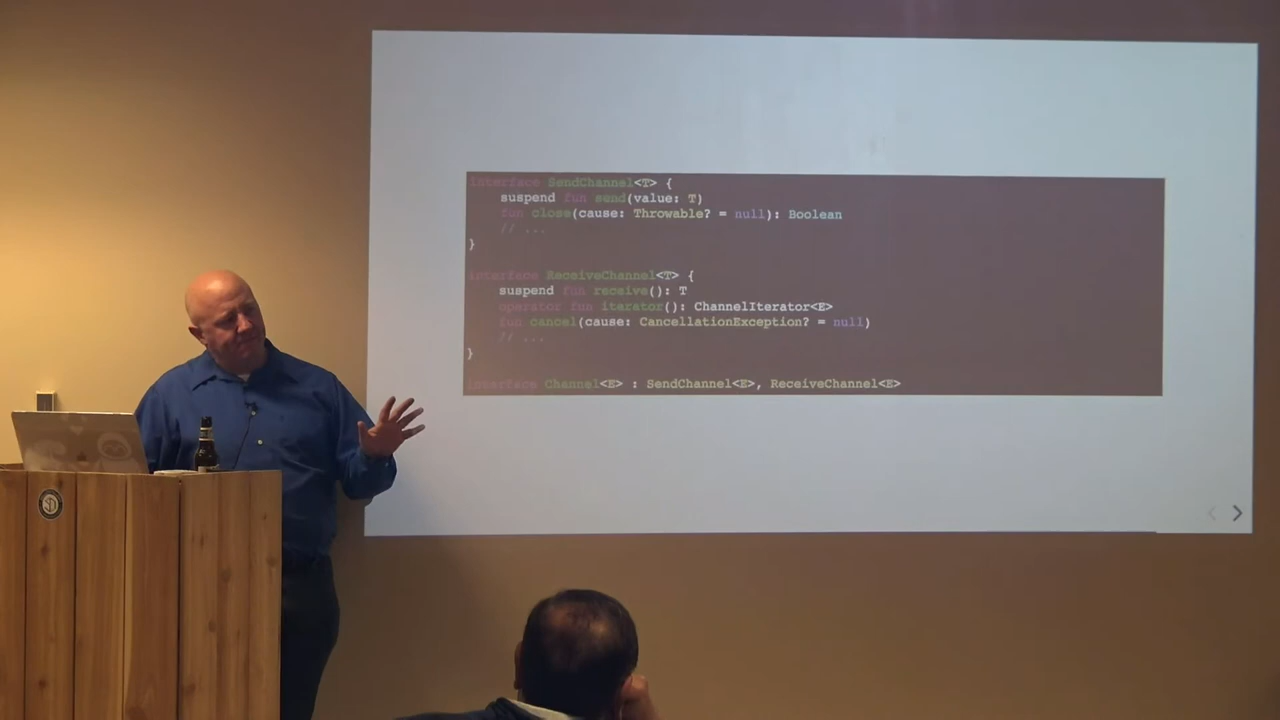 interface SendChannel<T> {
suspend fun send(value: T)
fun close(cause: Throwable? = null): Boolean
// ...
}
interface ReceiveChannel<T> {
suspend fun receive(): T
operator fun iterator(): ChannelIterator<E>
fun cancel(cause: CancellationException? = null)
// ...
}
interface Channel<E> : SendChannel<E>, ReceiveChannel<E>